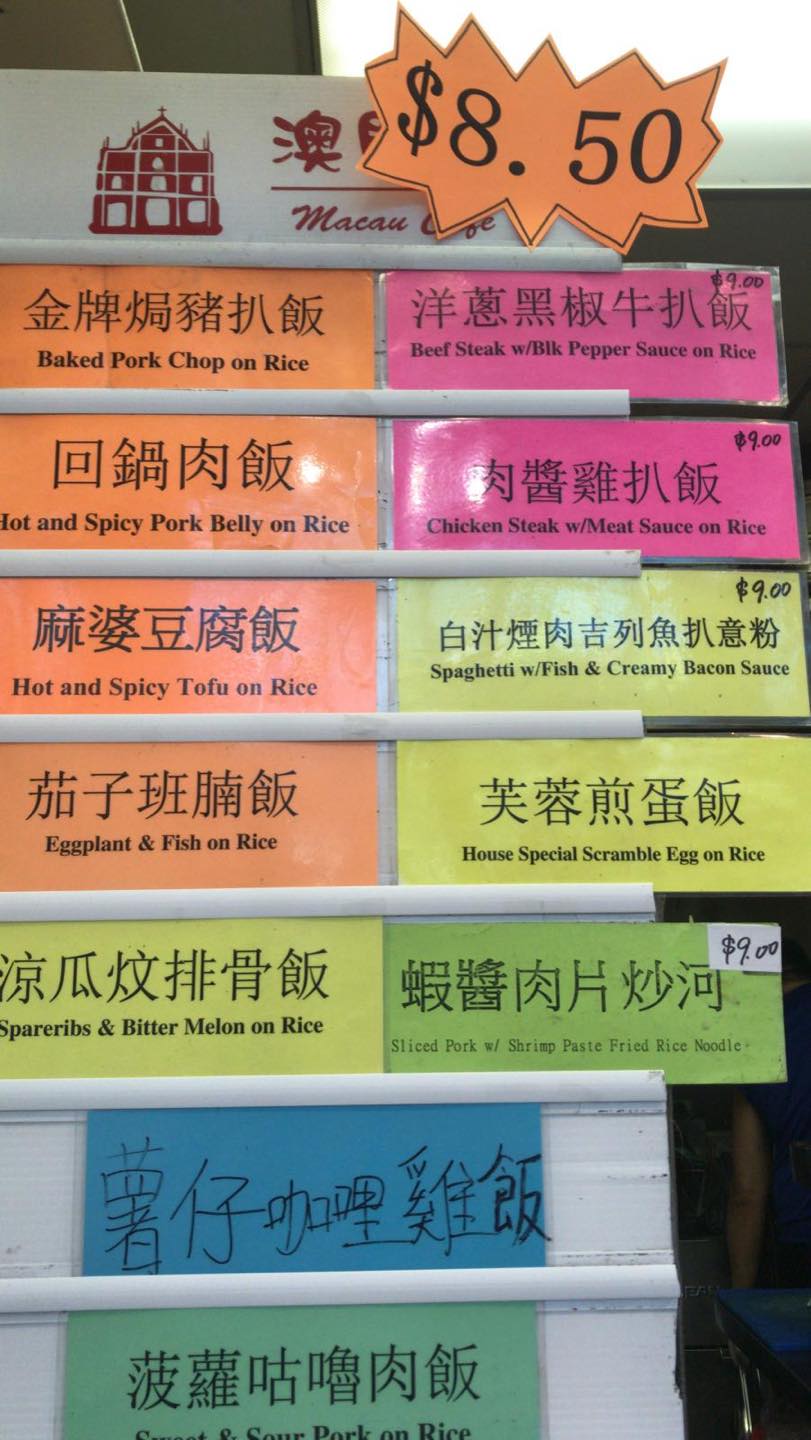 $8.50
澳
Macau
金牌焗豬扒飯
Baked Pork Chop on Rice
$9.00
洋蔥黑椒牛扒飯
Beef Steak w/Blk Pepper Sauce on Rice
回鍋肉飯
Hot and Spicy Pork Belly on Rice
$9.00
肉醬雞扒飯
Chicken Steak w/Meat Sauce on Rice
麻婆豆腐飯
Hot and Spicy Tofu on Rice
$9.00
白汁煙肉吉列魚扒意粉
Spaghetti w/Fish & Creamy Bacon Sauce
茄子班腩飯
Eggplant & Fish on Rice
芙蓉煎蛋飯
House Special Scramble Egg on Rice
涼瓜炆排骨飯
Spareribs & Bitter Melon on Rice
$9.00
蝦醬肉片炒河
Sliced Pork w/ Shrimp Paste Fried Rice Noodle
薯仔咖哩雞飯
菠蘿咕嚕肉飯
Sweet & Sour Pork on Rice